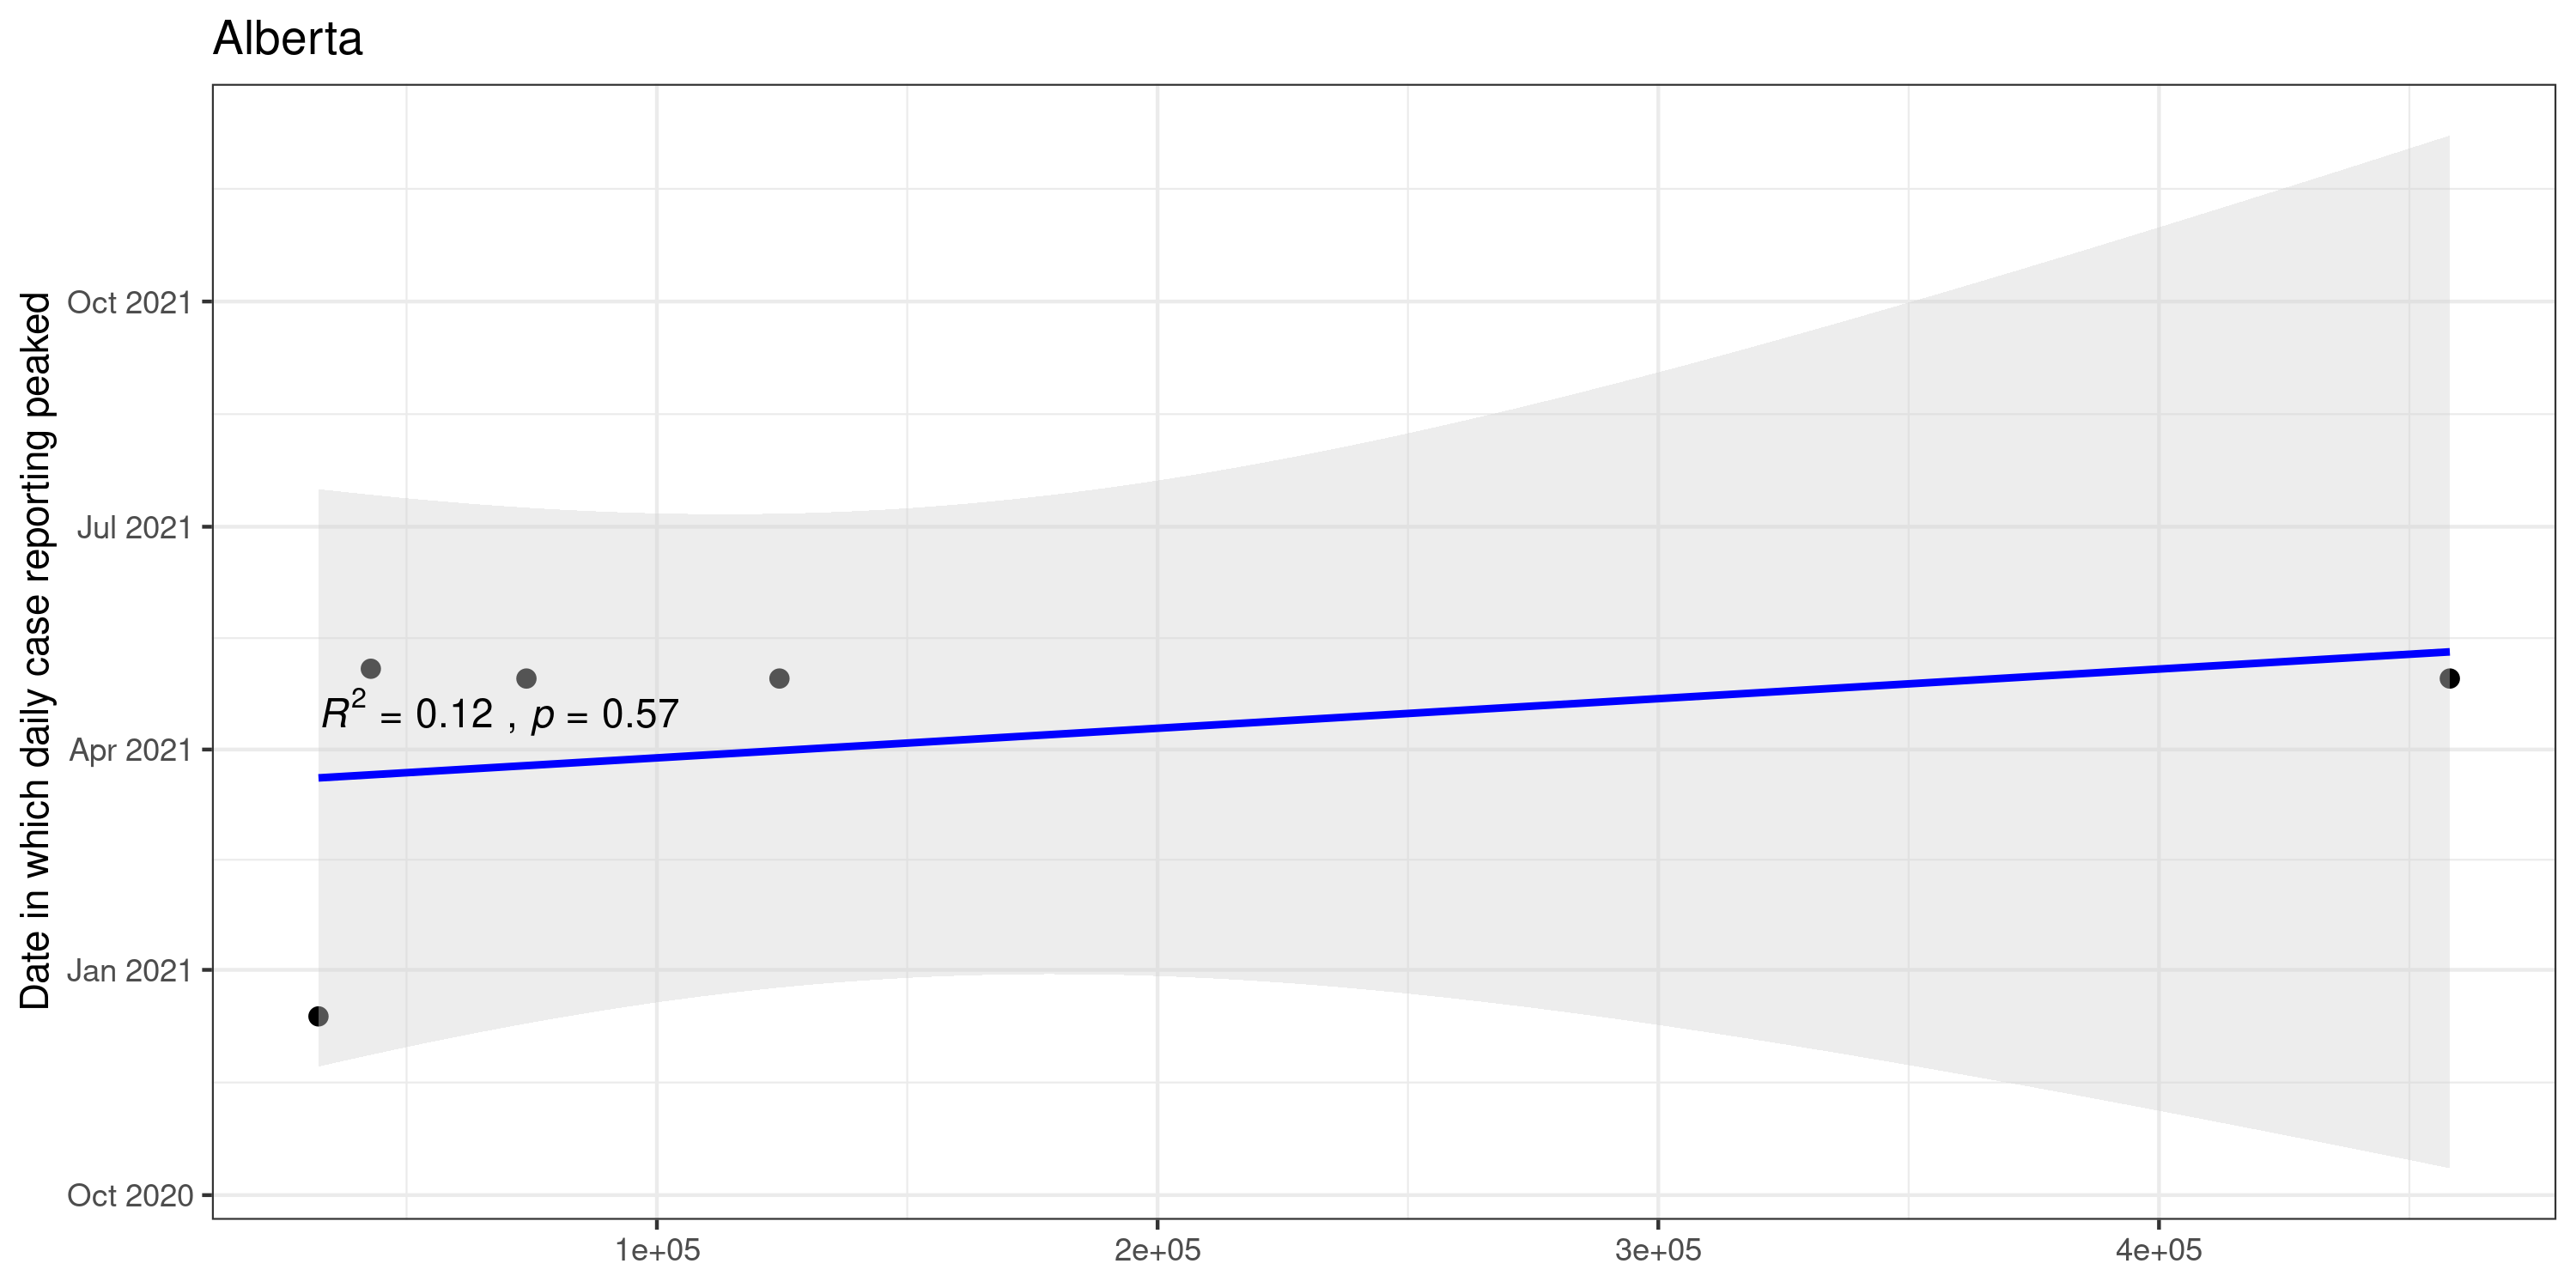 Alberta
Date in which daily case reporting peaked
Oct 2021
Jul 2021
Apr 2021
Jan 2021
Oct 2020
R² = 0.12 , p = 0.57
1e+05
2e+05
3e+05
4e+05